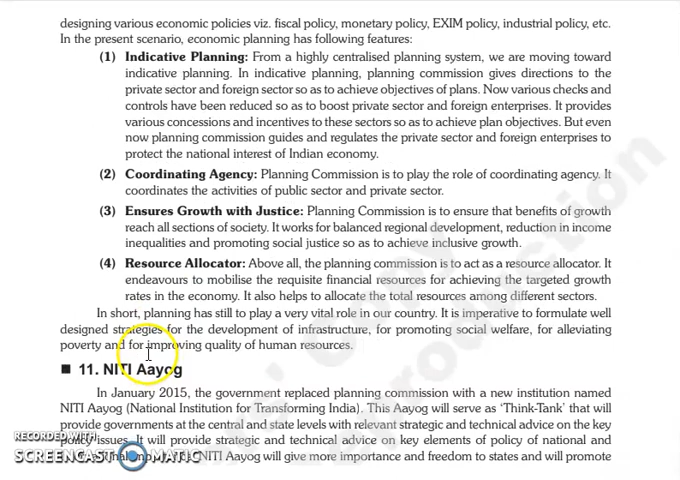 designing various economic policies viz. fiscal policy, monetary policy, EXIM policy, industrial policy, etc.
In the present scenario, economic planning has following features:
(1) Indicative Planning: From a highly centralised planning system, we are moving toward
indicative planning. In indicative planning, planning commission gives directions to the
private sector and foreign sector so as to achieve objectives of plans. Now various checks and
controls have been reduced so as to boost private sector and foreign enterprises. It provides
various concessions and incentives to these sectors so as to achieve plan objectives. But even
now planning commission guides and regulates the private sector and foreign enterprises to
protect the national interest of Indian economy.
(2) Coordinating Agency: Planning Commission is to play the role of coordinating agency. It
coordinates the activities of public sector and private sector.
(3) Ensures Growth with Justice: Planning Commission is to ensure that benefits of growth
reach all sections of society. It works for balanced regional development, reduction in income
inequalities and promoting social justice so as to achieve inclusive growth.
(4) Resource Allocator: Above all, the planning commission is to act as a resource allocator. It
endeavours to mobilise the requisite financial resources for achieving the targeted growth
rates in the economy. It also helps to allocate the total resources among different sectors.
In short, planning has still to play a very vital role in our country. It is imperative to formulate well
designed strategies for the development of infrastructure, for promoting social welfare, for alleviating
poverty and for improving quality of human resources.
■ 11. NITI Aayog
In January 2015, the government replaced planning commission with a new institution named
NITI Aayog (National Institution for Transforming India). This Aayog will serve as 'Think-Tank' that will
provide governments at the central and state levels with relevant strategic and technical advice on the key
policy issues. It will provide strategic and technical advice on key elements of policy of national and
NITI Aayog will give more importance and freedom to states and will promote
RECORDED WITH
SCREENCAST MATIC